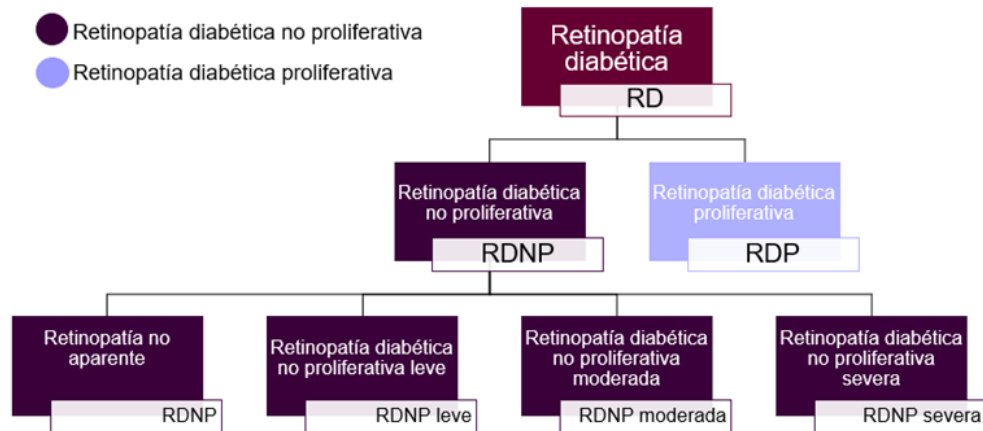 Retinopatía diabética no proliferativa
Retinopatía diabética proliferativa
Retinopatía
diabética
RD
Retinopatía diabética
no proliferativa
RDNP
Retinopatía diabética
proliferativa
RDP
Retinopatía no
aparente
RDNP
Retinopatía diabética
no proliferativa leve
RDNP leve
Retinopatía diabética
no proliferativa
moderada
RDNP moderada
Retinopatía diabética
no proliferativa
severa
RDNP severa